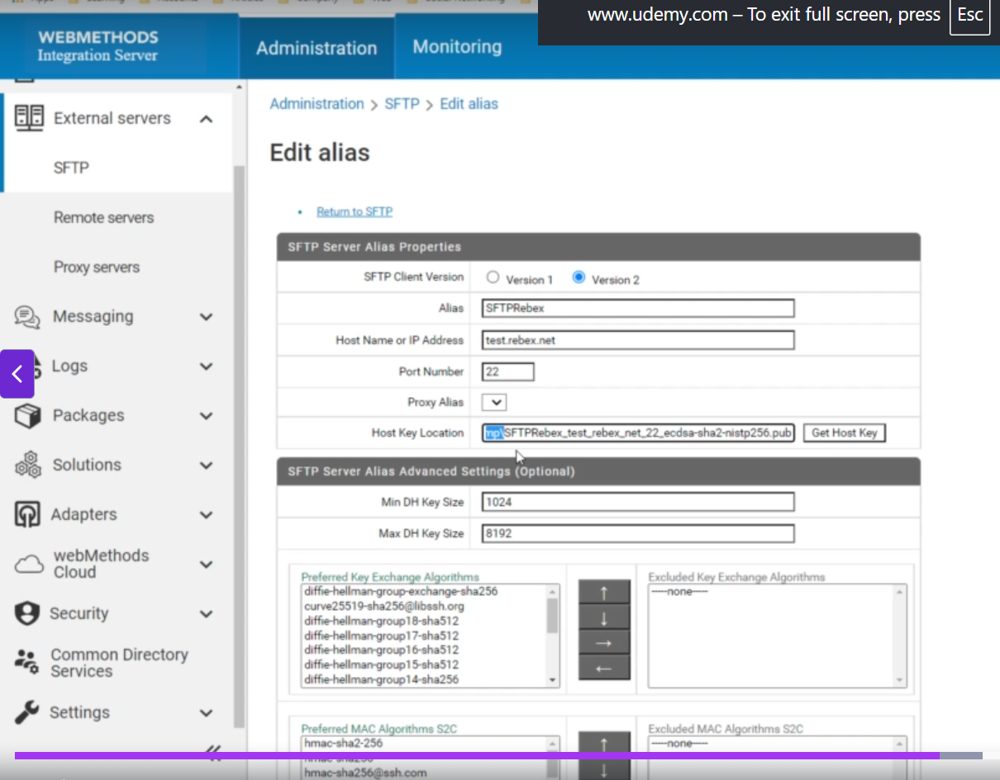 www.udemy.com – To exit full screen, press Esc
WEBMETHODS
Integration Server
Administration
Monitoring
External servers
SFTP
Remote servers
Proxy servers
Messaging
Logs
Packages
Solutions
Adapters
webMethods
Cloud
Security
Common Directory
Services
Settings
Administration > SFTP > Edit alias
Edit alias
Return to SFTP
SFTP Server Alias Properties
SFTP Client Version Version 1 Version 2
Alias SFTPRebex
Host Name or IP Address test.rebex.net
Port Number 22
Proxy Alias
Host Key Location mp\SFTPRebex_test_rebex_net_22_ecdsa-sha2-nistp256.pub Get Host Key
SFTP Server Alias Advanced Settings (Optional)
Min DH Key Size 1024
Max DH Key Size 8192
Preferred Key Exchange Algorithms
diffie-hellman-group-exchange-sha256
curve25519-sha256@libssh.org
diffie-hellman-group18-sha512
diffie-hellman-group17-sha512
diffie-hellman-group16-sha512
diffie-hellman-group15-sha512
diffie-hellman-group14-sha256
Excluded Key Exchange Algorithms
----none----
Preferred MAC Algorithms S2C
hmac-sha2-256
hmac-sha256@ssh.com
Excluded MAC Algorithms S2C
----none----